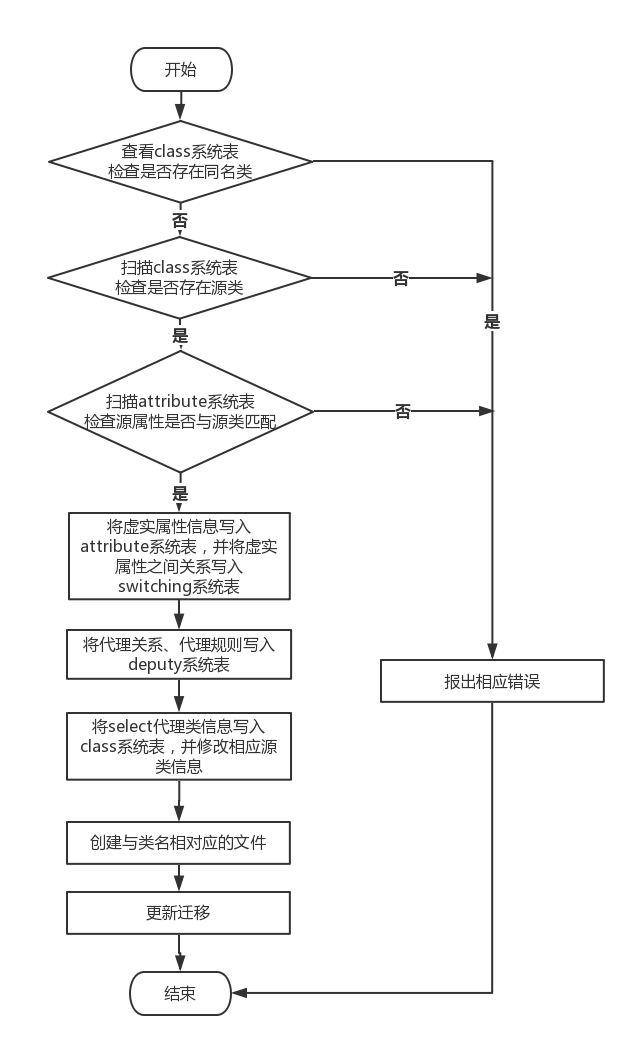 开始
查看class系统表
检查是否存在同名类
否
扫描class系统表
检查是否存在源类
否
是
是
扫描attribute系统表
检查源属性是否与源类匹配
否
是
将虚实属性信息写入
attribute系统表，并将虚实
属性之间关系写入
switching系统表
将代理关系、代理规则写入
deputy系统表
报出相应错误
将select代理类信息写入
class系统表，并修改相应源
类信息
创建与类名相对应的文件
更新迁移
结束